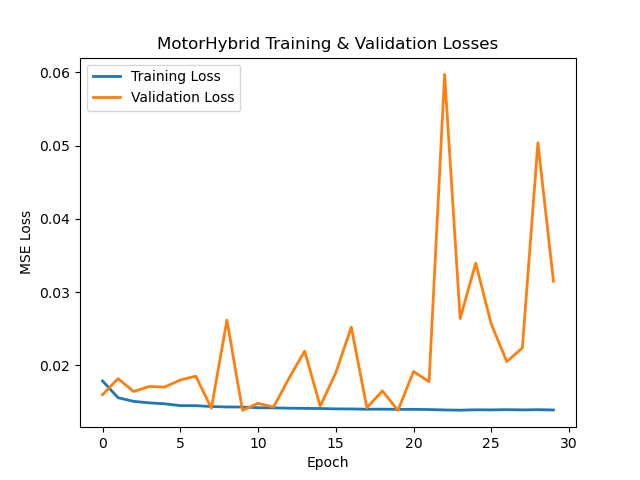 MotorHybrid Training & Validation Losses
Training Loss
Validation Loss
0.06
0.05
0.04
0.03
0.02
MSE Loss
0 5 10 15 20 25 30
Epoch